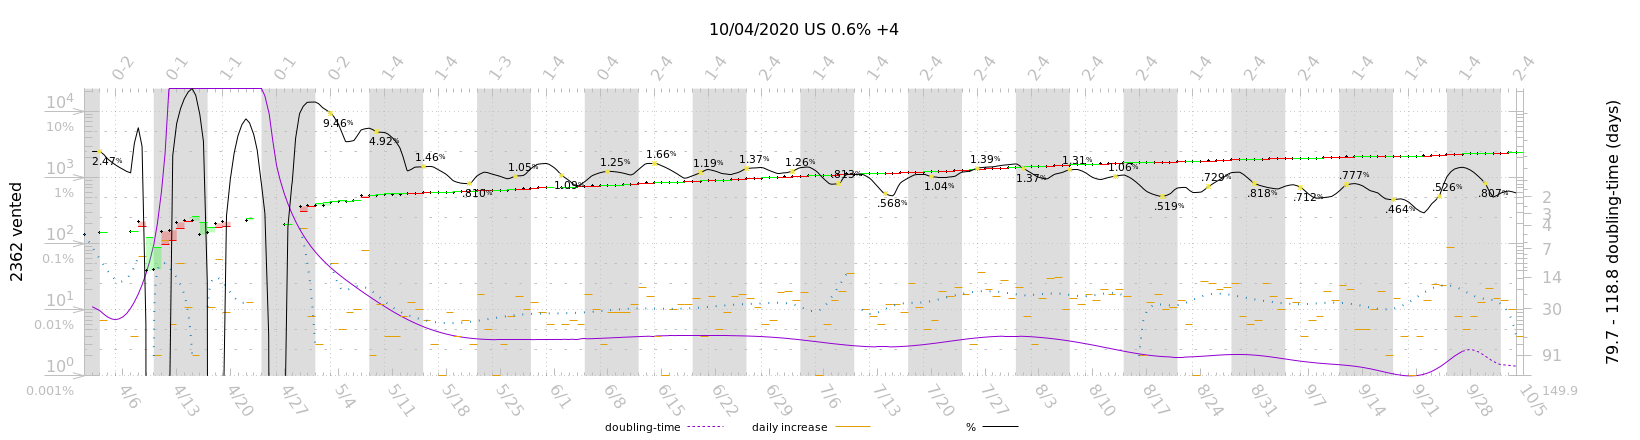 10/04/2020 US 0.6% +4
0-2 0-1 1-1 0-1 0-2 1-4 1-4 1-3 1-4 0-4 2-4 1-4 2-4 1-4 1-4 2-4 2-4 1-4 2-4 2-4 1-4 2-4 1-4 1-4 1-4 2-4
10^4
10%
10^3
1%
10^2
0.1%
10^1
0.01%
10^0
0.001%
2362 vented
2.47% 9.46% 4.92% 1.46% .810% 1.05% 1.09% 1.25% 1.66% 1.19% 1.37% 1.26% .813% .568% 1.04% 1.39% 1.37% 1.31% 1.06% .519% .729% .818% .712% .777% .464% .526% .807%
2
3
4
7
14
30
91
149.9
79.7 - 118.8 doubling-time (days)
4/6 4/13 4/20 4/27 5/4 5/11 5/18 5/25 6/1 6/8 6/15 6/22 6/29 7/6 7/13 7/20 7/27 8/3 8/10 8/17 8/24 8/31 9/7 9/14 9/21 9/28 10/5
doubling-time daily increase %